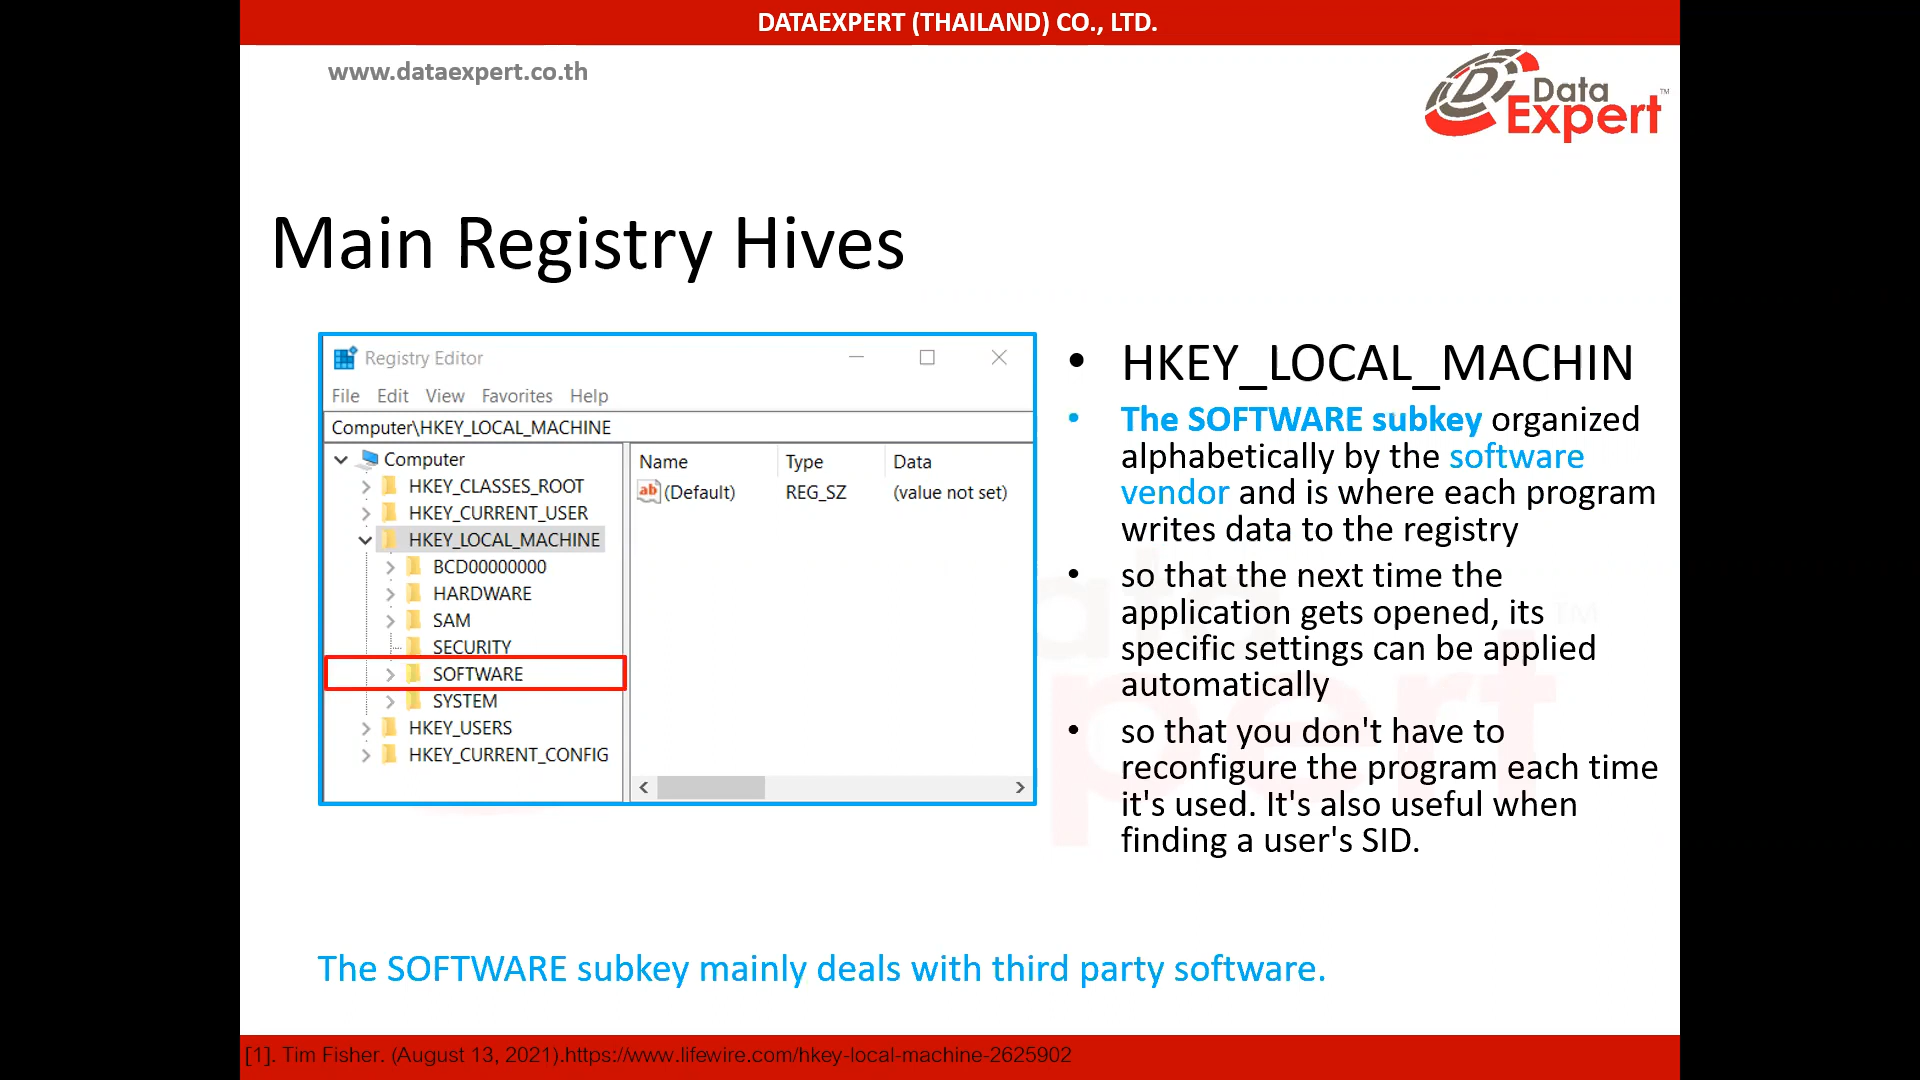 DATAEXPERT (THAILAND) CO., LTD.
www.dataexpert.co.th
Data
Expert™
Main Registry Hives
Registry Editor
File Edit View Favorites Help
Computer\HKEY_LOCAL_MACHINE
Computer
HKEY_CLASSES_ROOT
HKEY_CURRENT_USER
HKEY_LOCAL_MACHINE
BCD00000000
HARDWARE
SAM
SECURITY
SOFTWARE
SYSTEM
HKEY_USERS
HKEY_CURRENT_CONFIG
Name Type Data
ab (Default) REG_SZ (value not set)
• HKEY_LOCAL_MACHIN
• The SOFTWARE subkey organized
alphabetically by the software
vendor and is where each program
writes data to the registry
• so that the next time the
application gets opened, its
specific settings can be applied
automatically
• so that you don't have to
reconfigure the program each time
it's used. It's also useful when
finding a user's SID.
The SOFTWARE subkey mainly deals with third party software.
[1]. Tim Fisher. (August 13, 2021).https://www.lifewire.com/hkey-local-machine-2625902